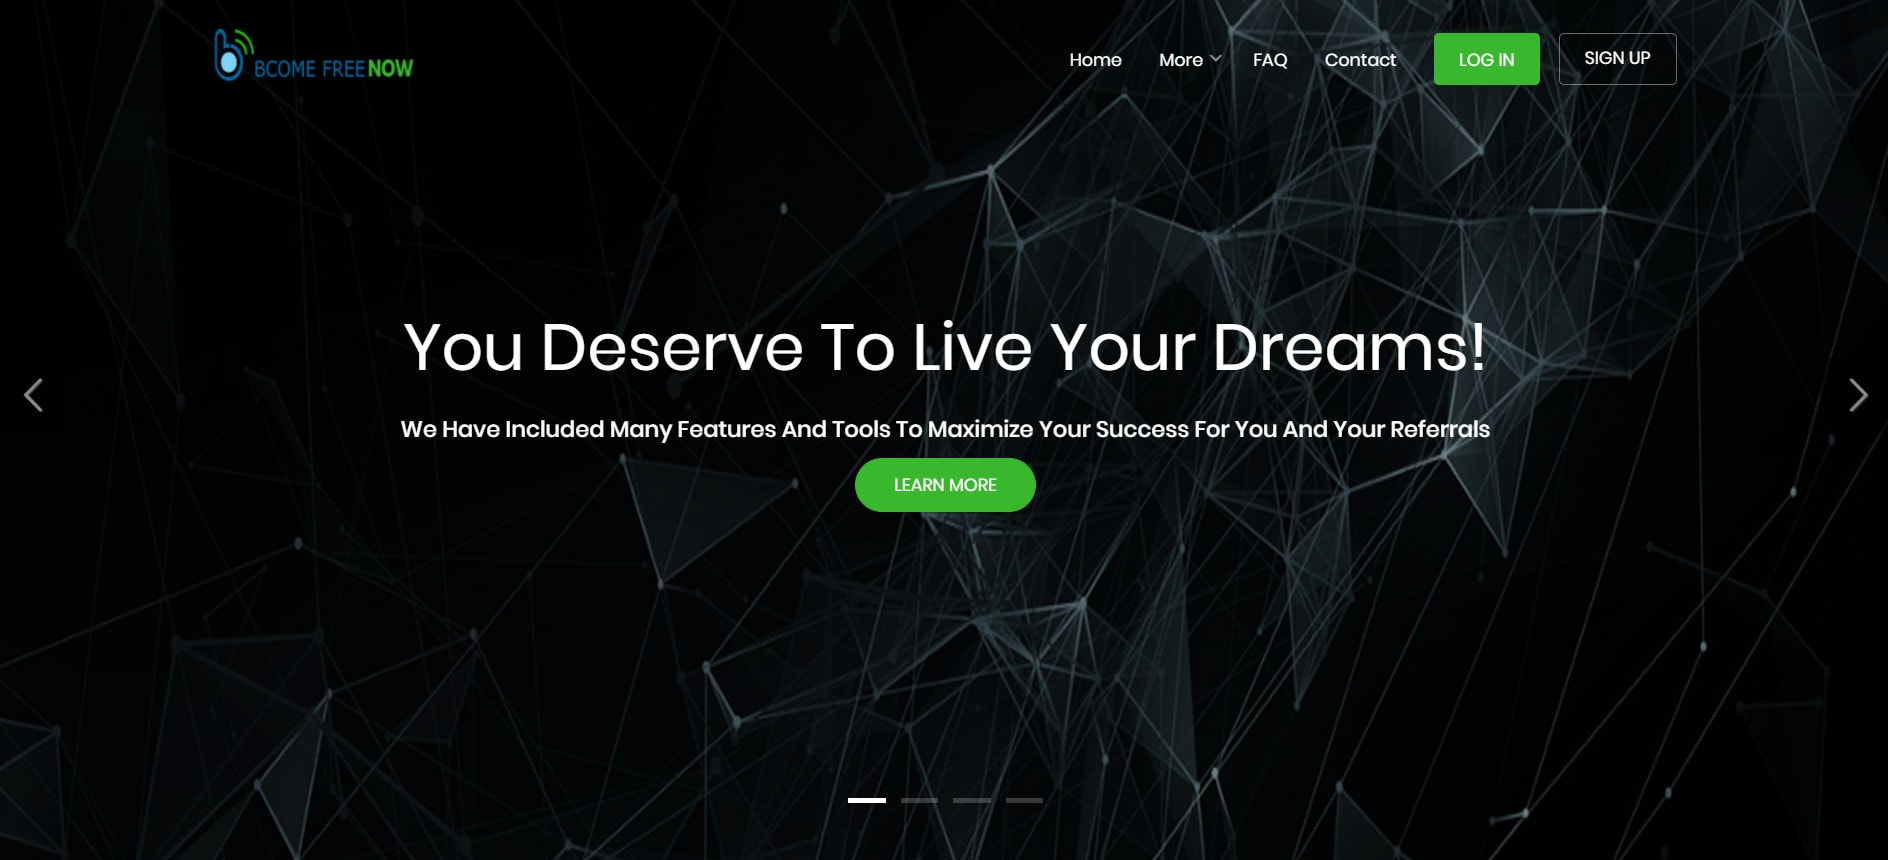 BCOME FREE NOW
Home More FAQ Contact LOG IN SIGN UP
You Deserve To Live Your Dreams!
We Have Included Many Features And Tools To Maximize Your Success For You And Your Referrals
LEARN MORE